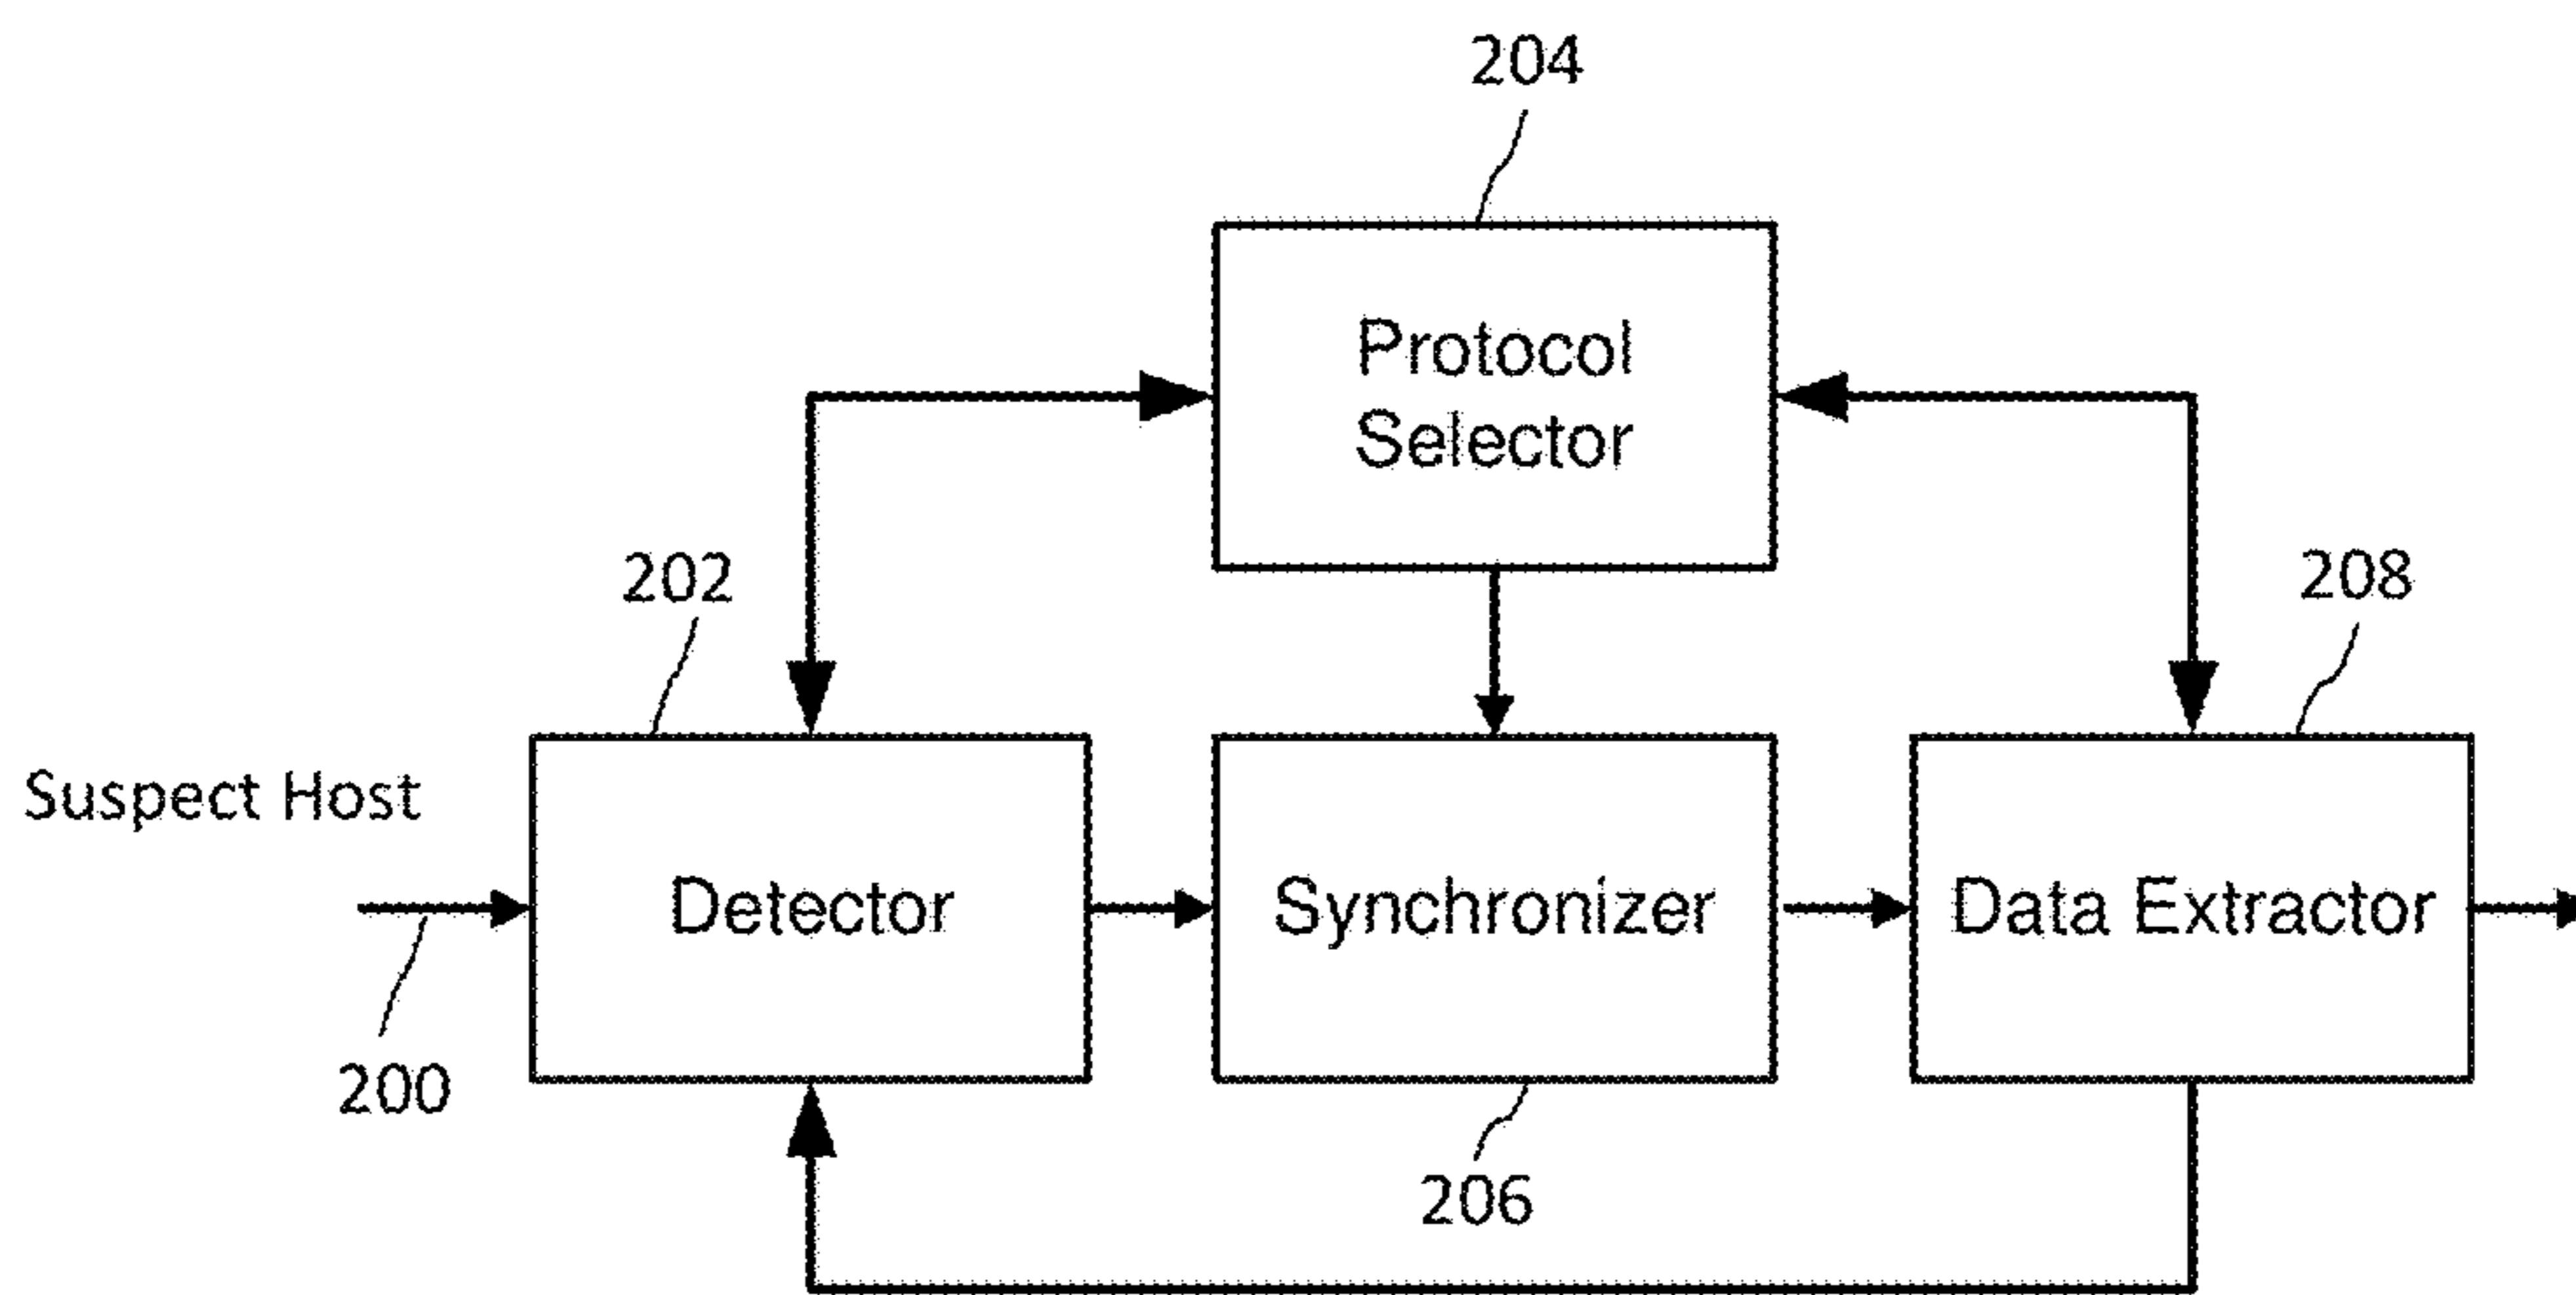 204
Protocol
Selector
202
208
Suspect Host
Detector
Synchronizer
Data Extractor
200
206